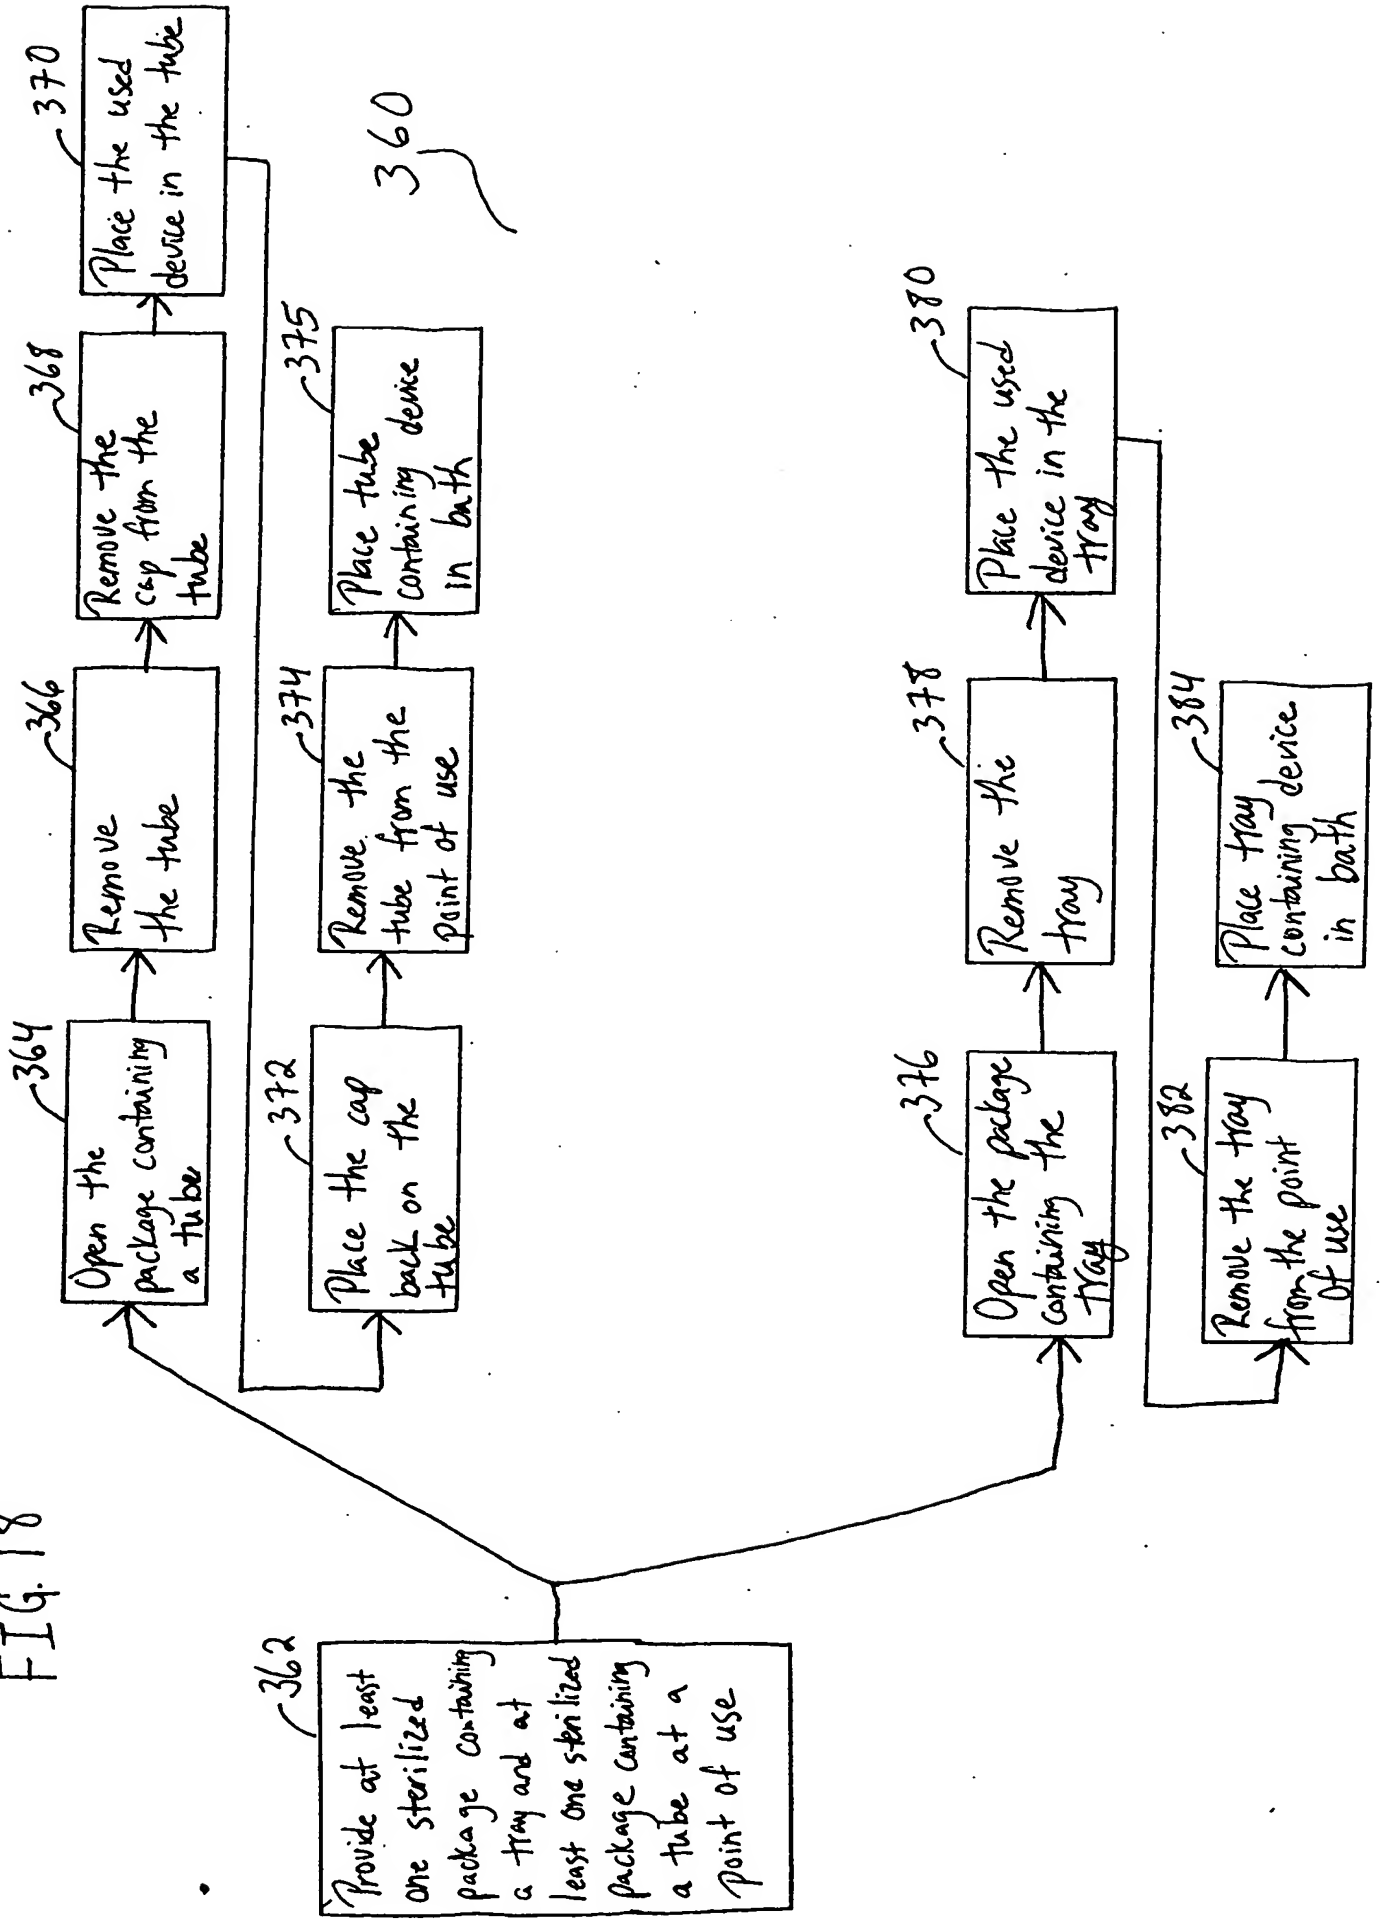 FIG. 18
362
Provide at least
one sterilized
package containing
a tray and at
least one sterilized
package containing
a tube at a
point of use
364
Open the
package containing
a tube
366
Remove
the tube
368
Remove the
cap from the
tube
370
Place the used
device in the tube
372
Place the cap
back on the
tube
374
Remove the
tube from the
point of use
375
Place tube
containing device
in bath
360
376
Open the package
containing the
tray
378
Remove the
tray
380
Place the used
device in the
tray
382
Remove the tray
from the point
of use
384
Place tray
containing device
in bath